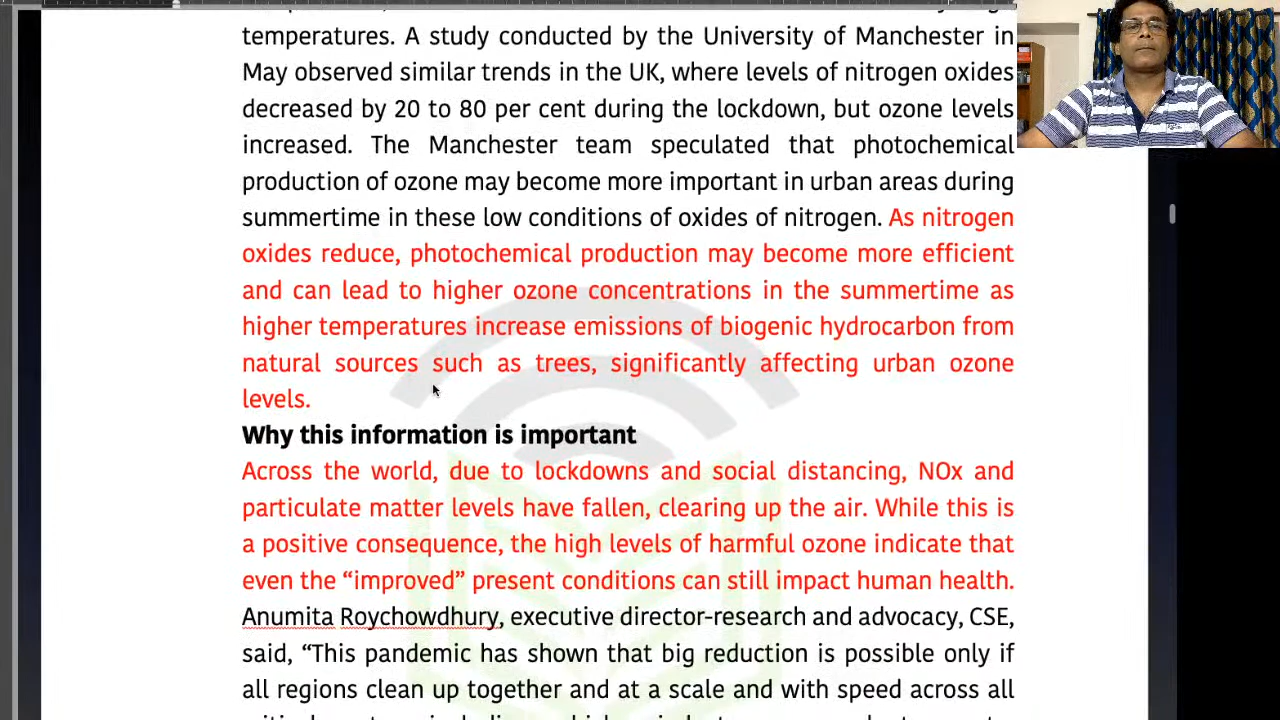 temperatures. A study conducted by the University of Manchester in
May observed similar trends in the UK, where levels of nitrogen oxides
decreased by 20 to 80 per cent during the lockdown, but ozone levels
increased. The Manchester team speculated that photochemical
production of ozone may become more important in urban areas during
summertime in these low conditions of oxides of nitrogen. As nitrogen
oxides reduce, photochemical production may become more efficient
and can lead to higher ozone concentrations in the summertime as
higher temperatures increase emissions of biogenic hydrocarbon from
natural sources such as trees, significantly affecting urban ozone
levels.
Why this information is important
Across the world, due to lockdowns and social distancing, NOx and
particulate matter levels have fallen, clearing up the air. While this is
a positive consequence, the high levels of harmful ozone indicate that
even the “improved” present conditions can still impact human health.
Anumita Roychowdhury, executive director-research and advocacy, CSE,
said, “This pandemic has shown that big reduction is possible only if
all regions clean up together and at a scale and with speed across all